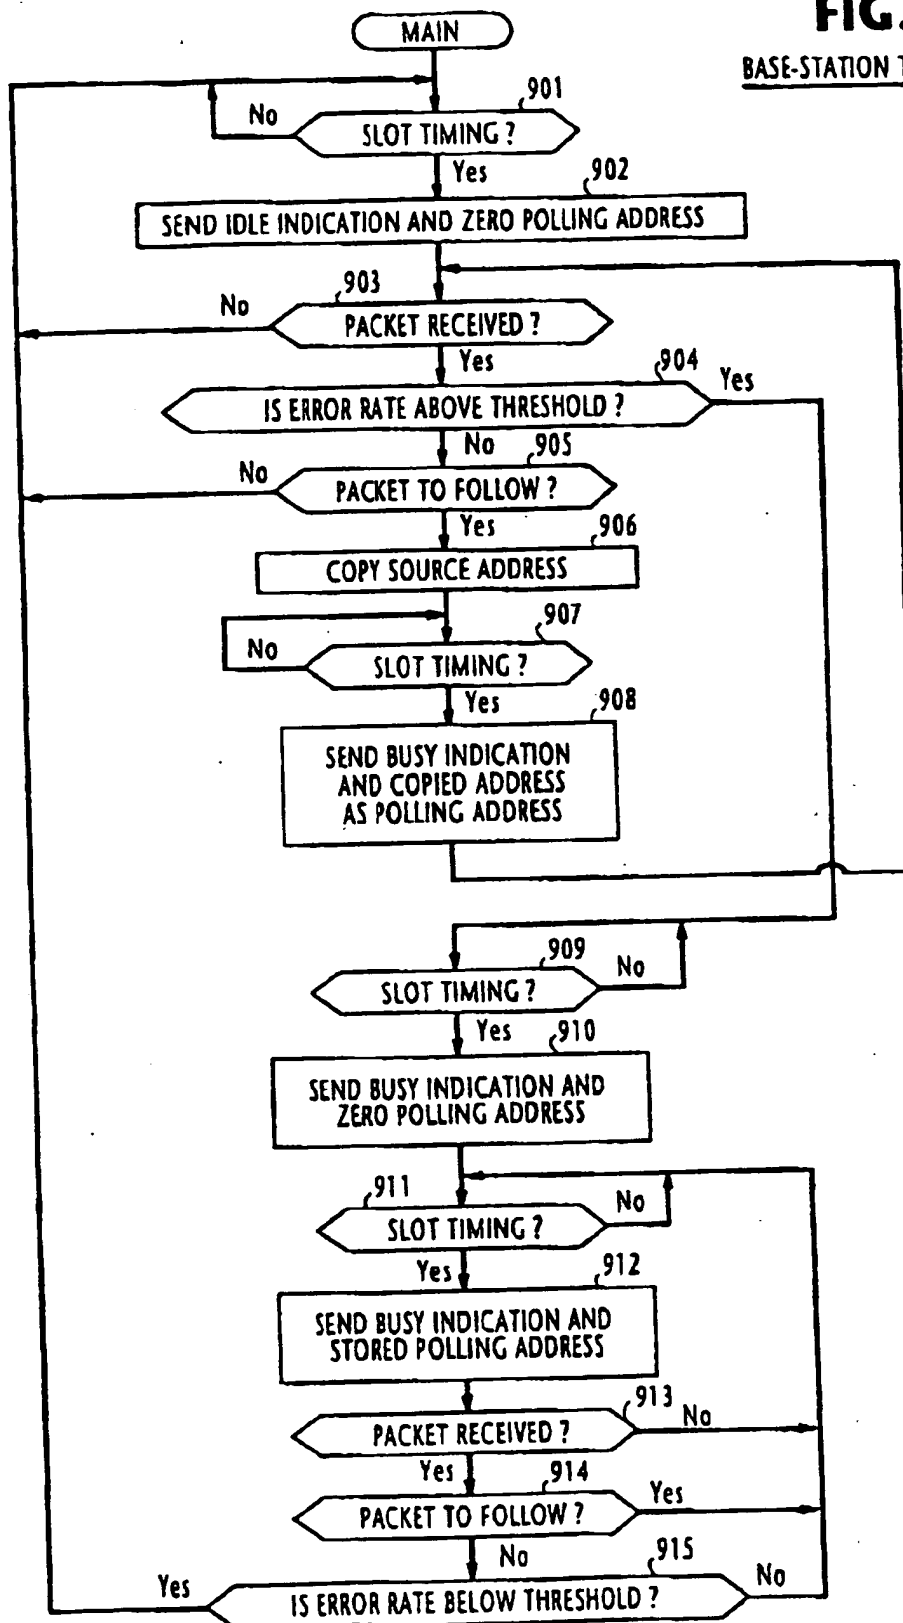 FIG.
MAIN
BASE-STATION
901
No
SLOT TIMING ?
Yes
902
SEND IDLE INDICATION AND ZERO POLLING ADDRESS
903
No
PACKET RECEIVED ?
Yes
904
Yes
IS ERROR RATE ABOVE THRESHOLD ?
No
905
No
PACKET TO FOLLOW ?
Yes
906
COPY SOURCE ADDRESS
907
No
SLOT TIMING ?
Yes
908
SEND BUSY INDICATION
AND COPIED ADDRESS
AS POLLING ADDRESS
909
No
SLOT TIMING ?
Yes
910
SEND BUSY INDICATION AND
ZERO POLLING ADDRESS
911
No
SLOT TIMING ?
Yes
912
SEND BUSY INDICATION AND
STORED POLLING ADDRESS
913
No
PACKET RECEIVED ?
Yes
914
Yes
PACKET TO FOLLOW ?
No
915
Yes
No
IS ERROR RATE BELOW THRESHOLD ?